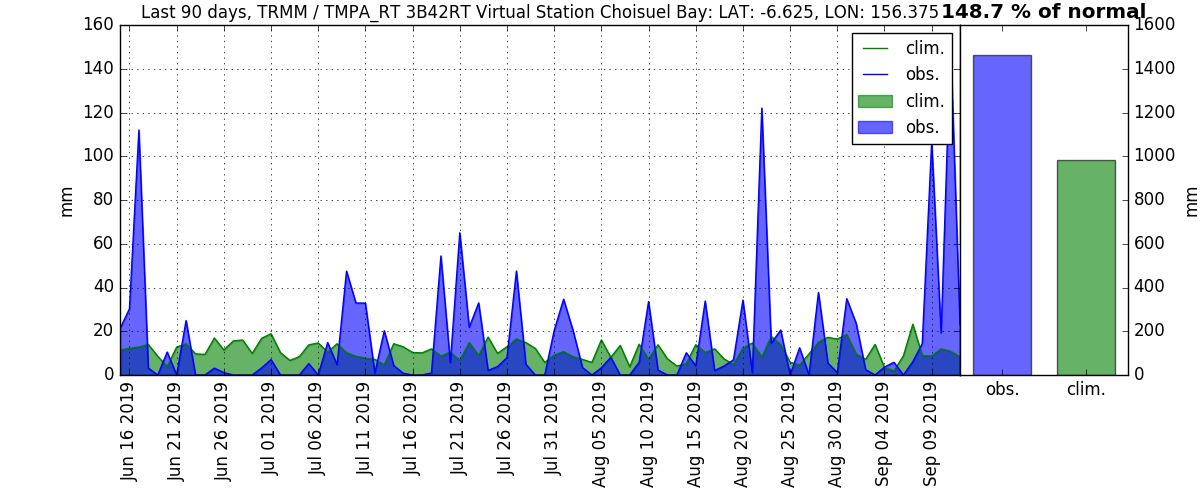 Last 90 days, TRMM / TMPA_RT 3B42RT Virtual Station Choisuel Bay: LAT: -6.625, LON: 156.375 148.7 % of normal
160
140
120
100
80
60
40
20
0
mm
clim.
obs.
clim.
obs.
Jun 16 2019
Jun 21 2019
Jun 26 2019
Jul 01 2019
Jul 06 2019
Jul 11 2019
Jul 16 2019
Jul 21 2019
Jul 26 2019
Jul 31 2019
Aug 05 2019
Aug 10 2019
Aug 15 2019
Aug 20 2019
Aug 25 2019
Aug 30 2019
Sep 04 2019
Sep 09 2019
1600
1400
1200
1000
800
600
400
200
0
mm
obs.
clim.